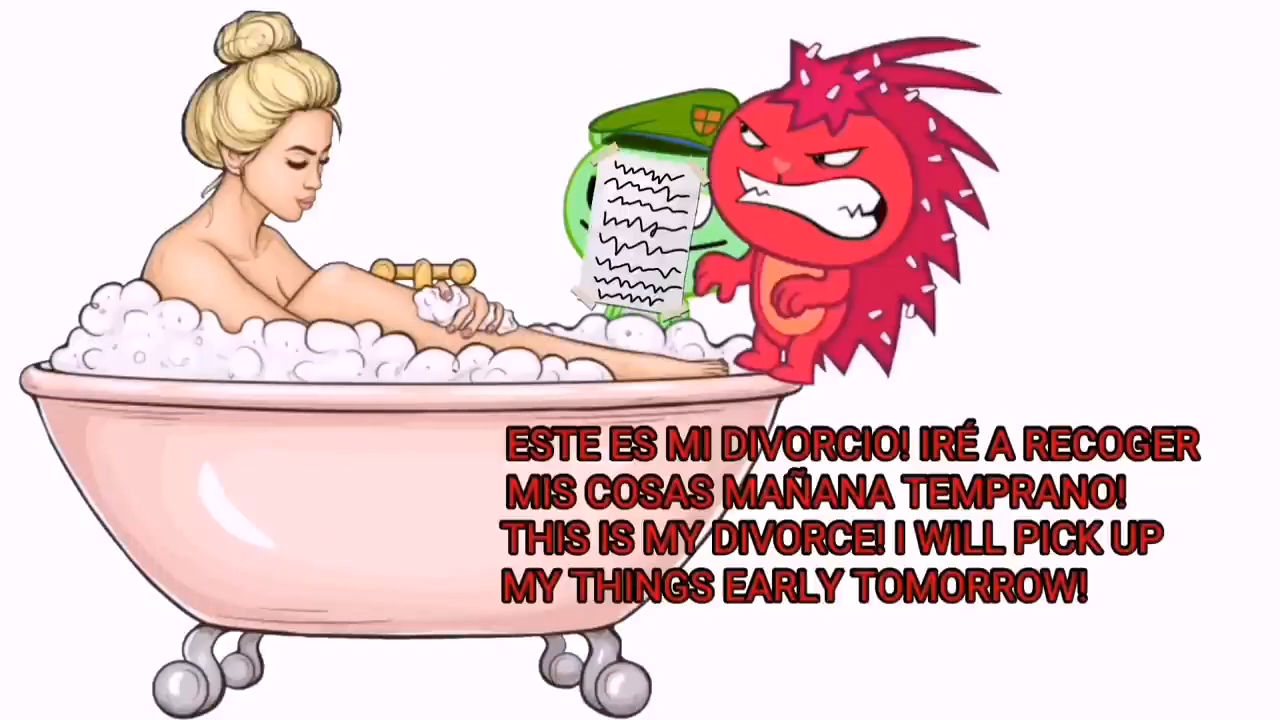 ESTE ES MI DIVORCIO! IRÉ A RECOGER
MIS COSAS MAÑANA TEMPRANO!
THIS IS MY DIVORCE! I WILL PICK UP
MY THINGS EARLY TOMORROW!